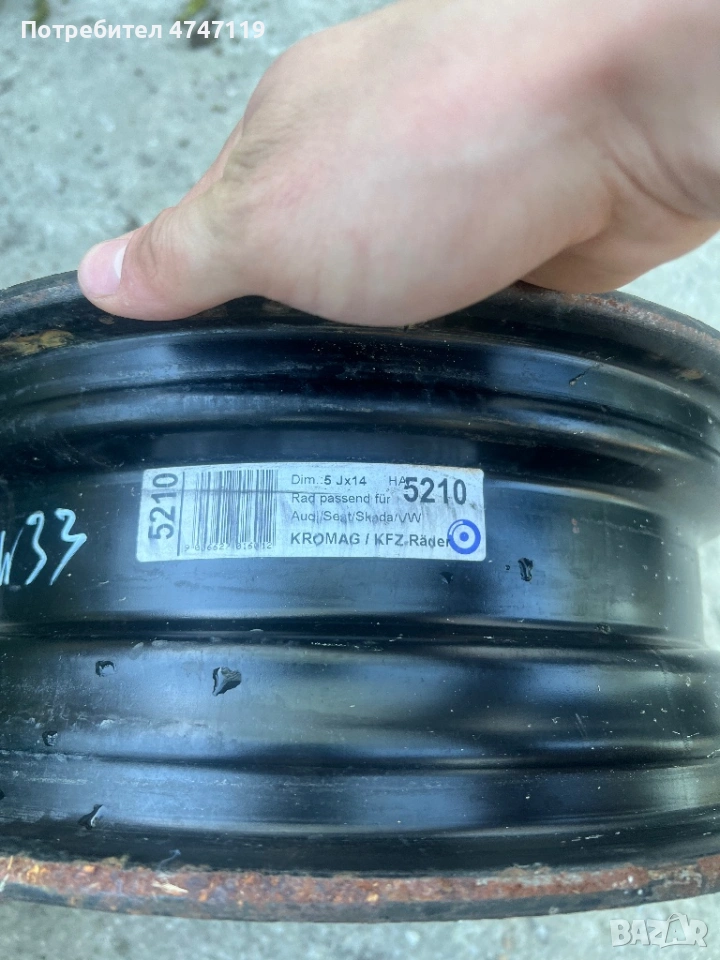 Потребител 4747119
5210
Dim. 5 Jx14 HA 5210
Rad passend für
Audi/Seat/Skoda/VW
KROMAG / KFZ-Räder
33
BAZAR